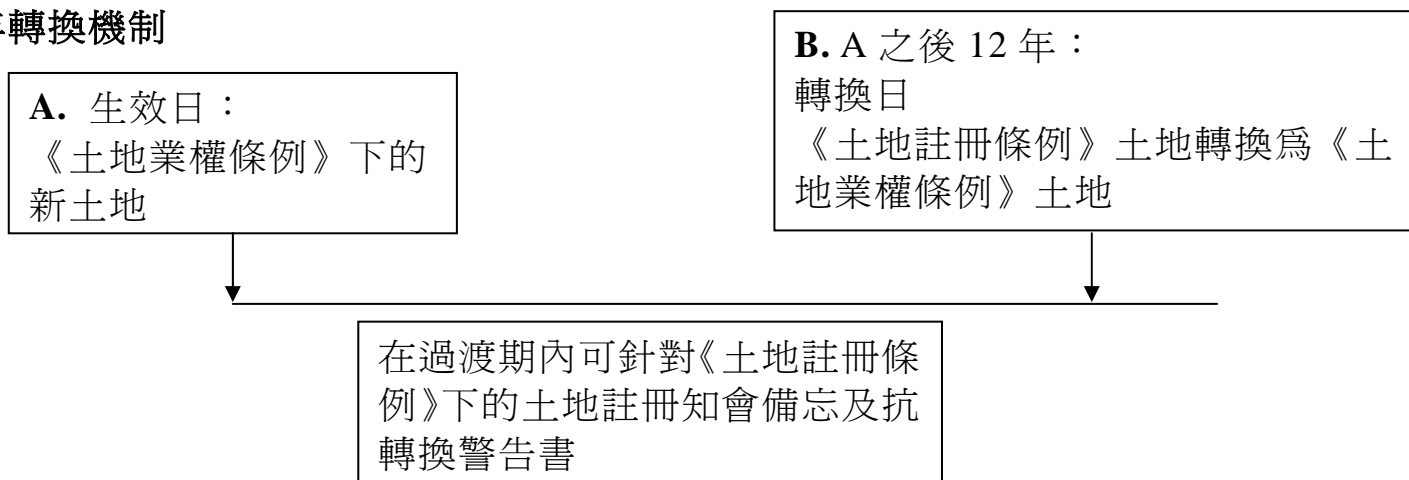 轉換機制
A. 生效日：
《土地業權條例》下的
新土地
B. A 之後 12 年：
轉換日
《土地註冊條例》土地轉換爲《土
地業權條例》土地
在過渡期內可針對《土地註冊條
例》下的土地註冊知會備忘及抗
轉換警告書